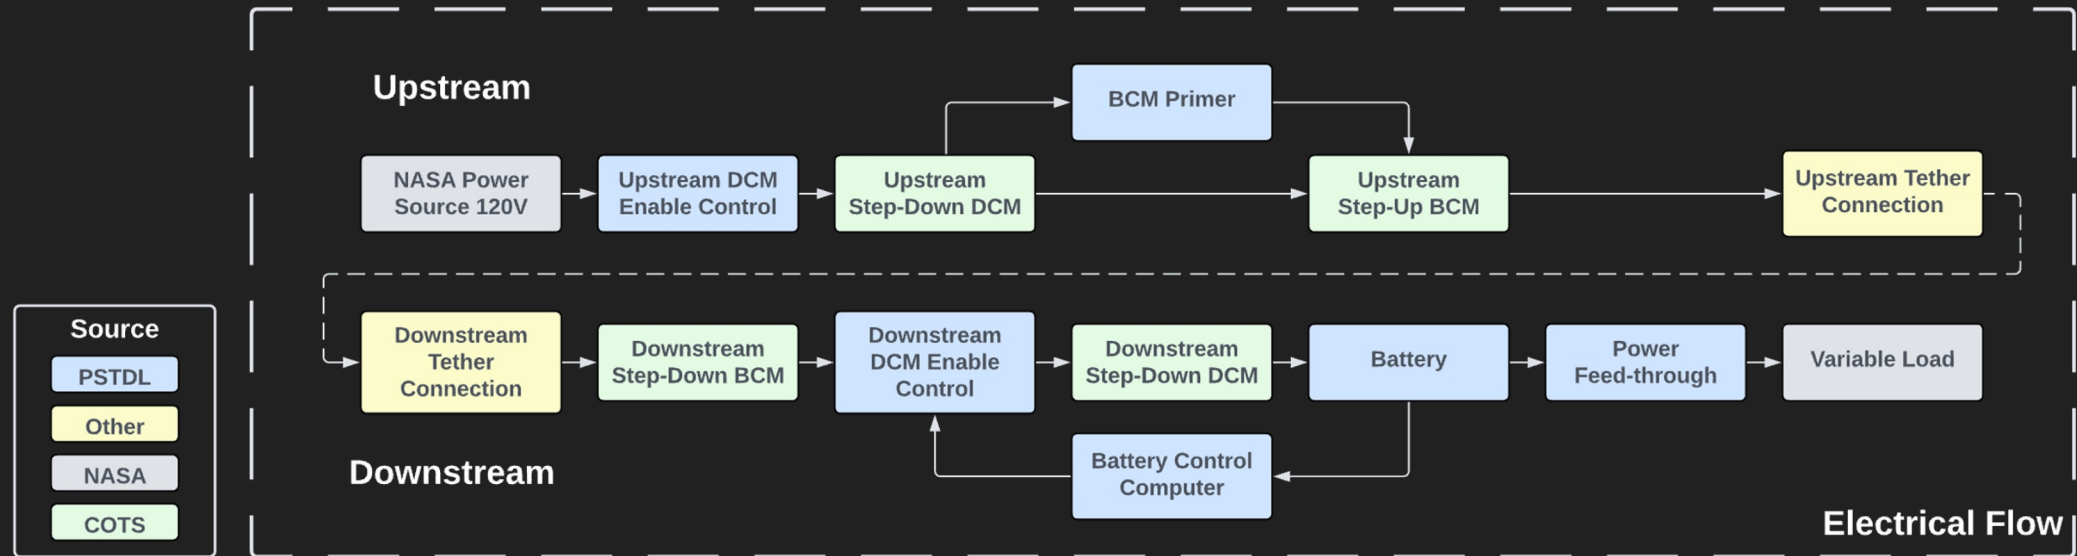 Upstream
BCM Primer
NASA Power
Source 120V
Upstream DCM
Enable Control
Upstream
Step-Down DCM
Upstream
Step-Up BCM
Upstream Tether
Connection
Downstream
Tether
Connection
Downstream
Step-Down BCM
Downstream
DCM Enable
Control
Downstream
Step-Down DCM
Battery
Power
Feed-through
Variable Load
Battery Control
Computer
Downstream
Electrical Flow
Source
PSTDL
Other
NASA
COTS